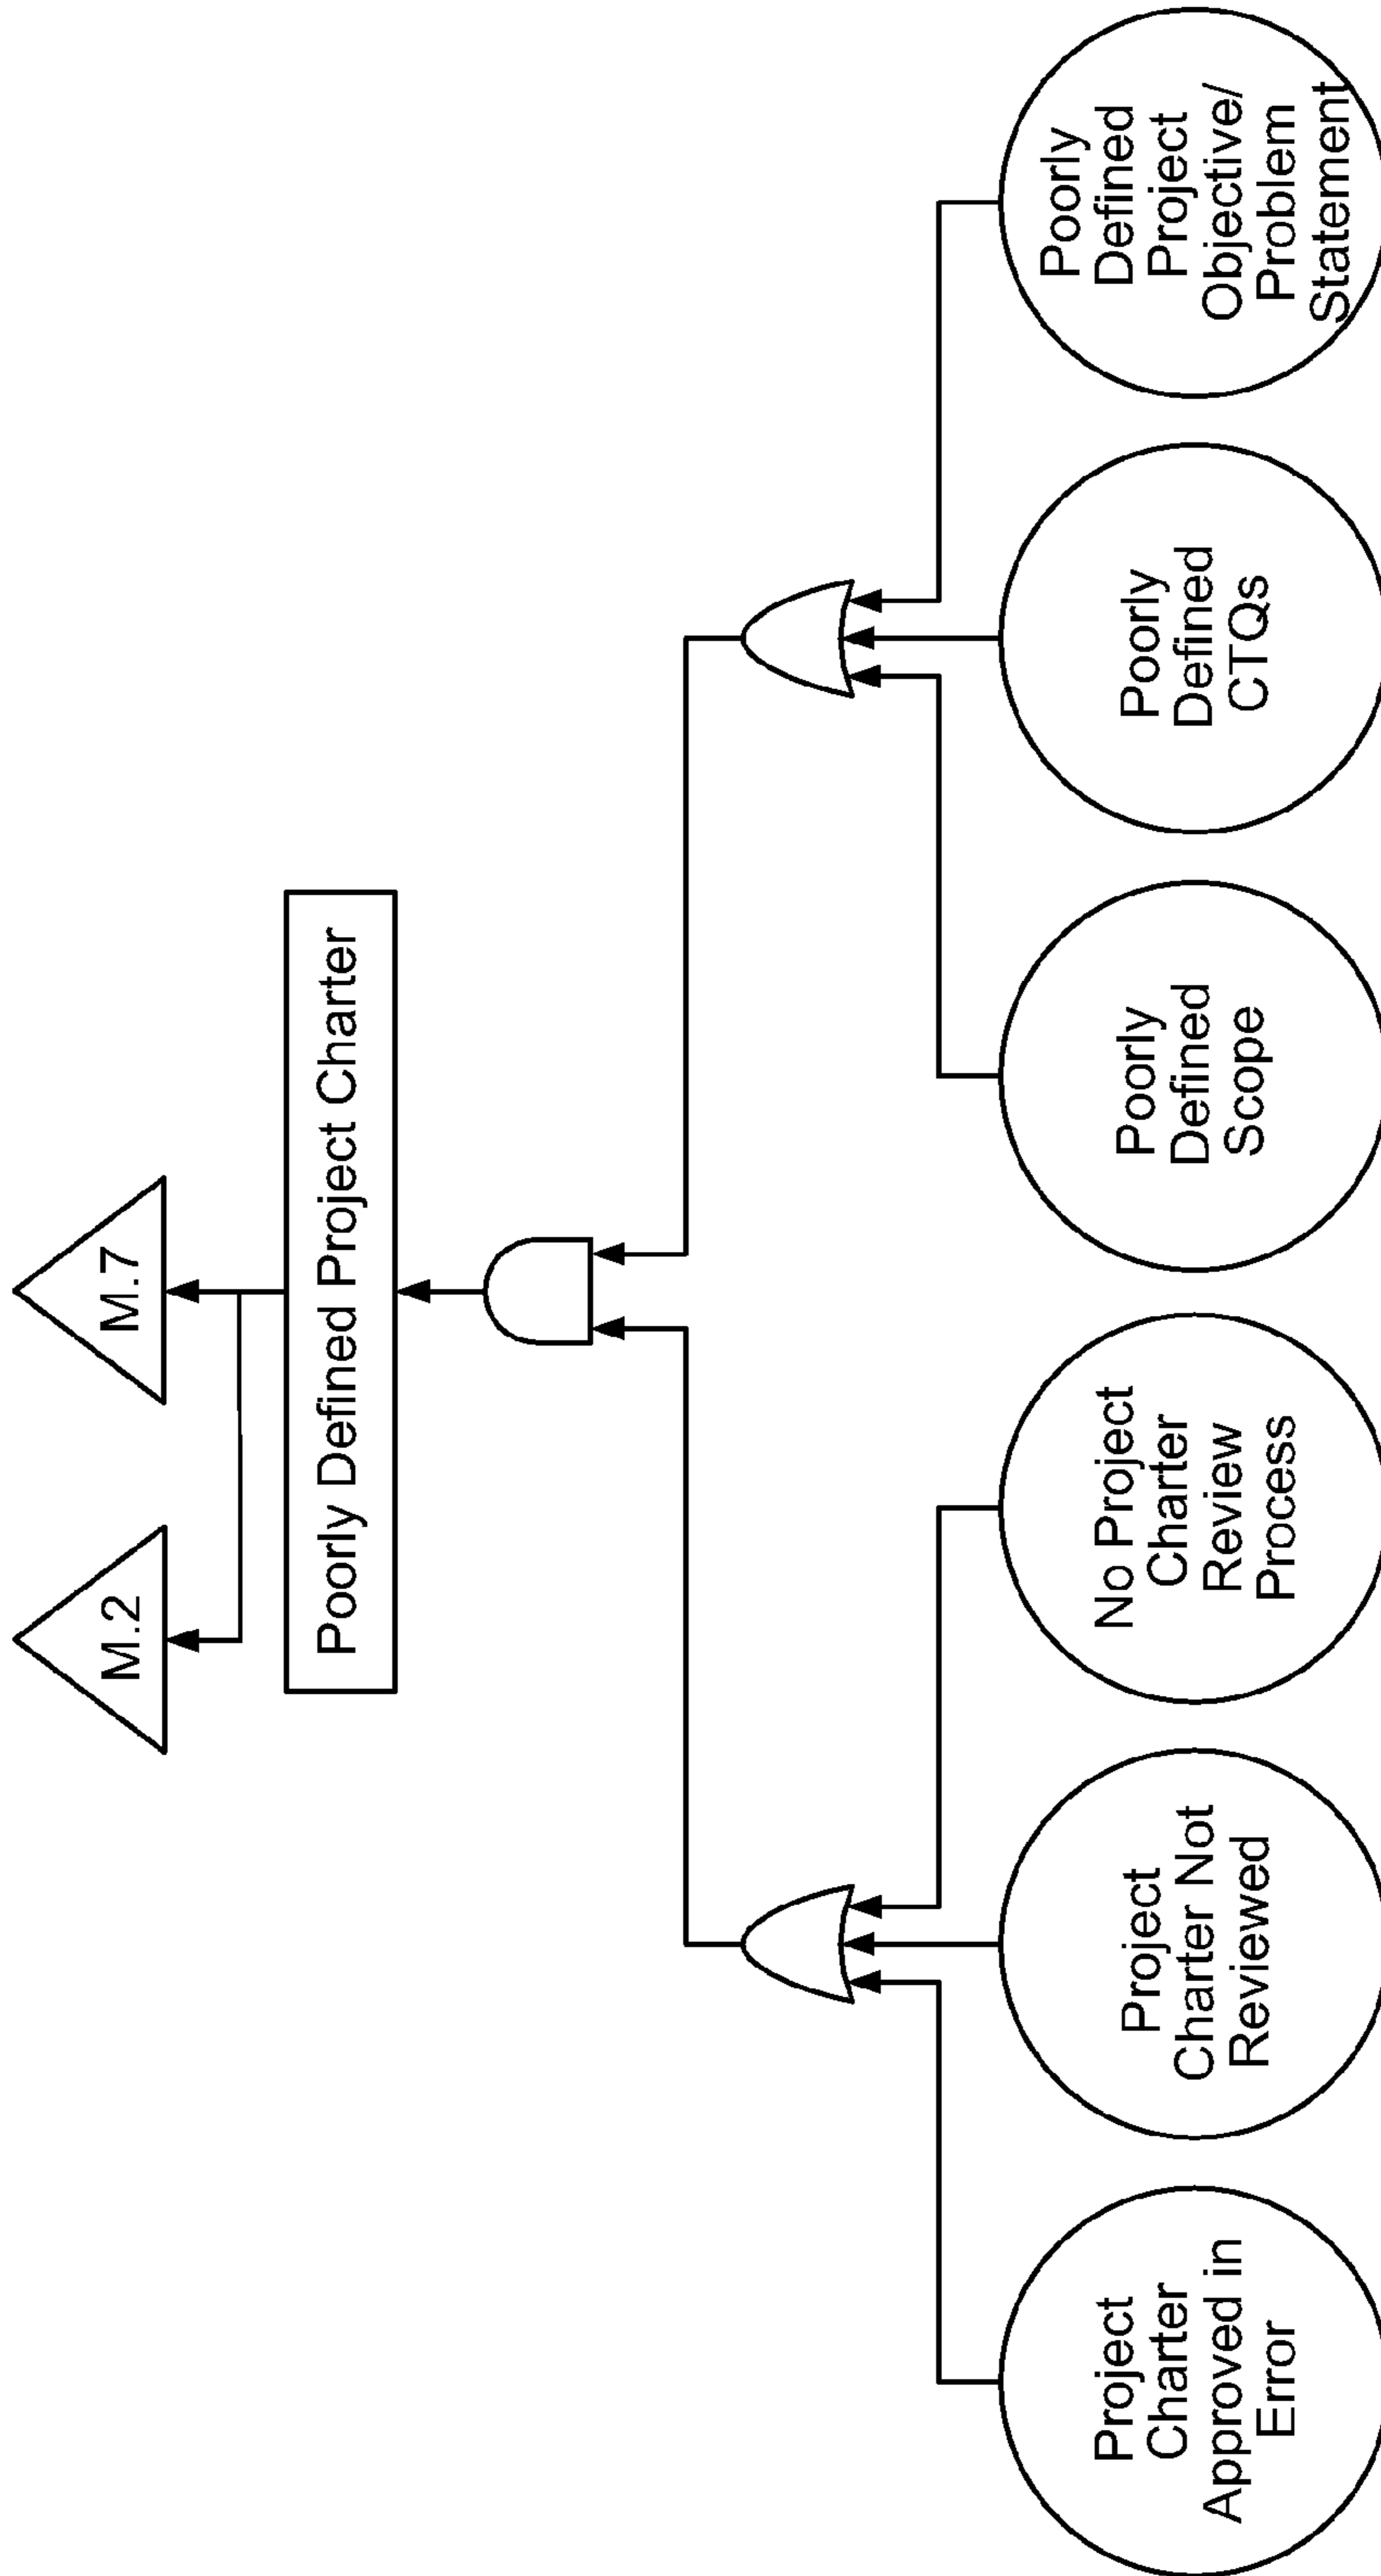 M.2
M.7
Poorly Defined Project Charter
Project
Charter
Approved in
Error
Project
Charter Not
Reviewed
No Project
Charter
Review
Process
Poorly
Defined
Scope
Poorly
Defined
CTQs
Poorly
Defined
Project
Objective/
Problem
Statement